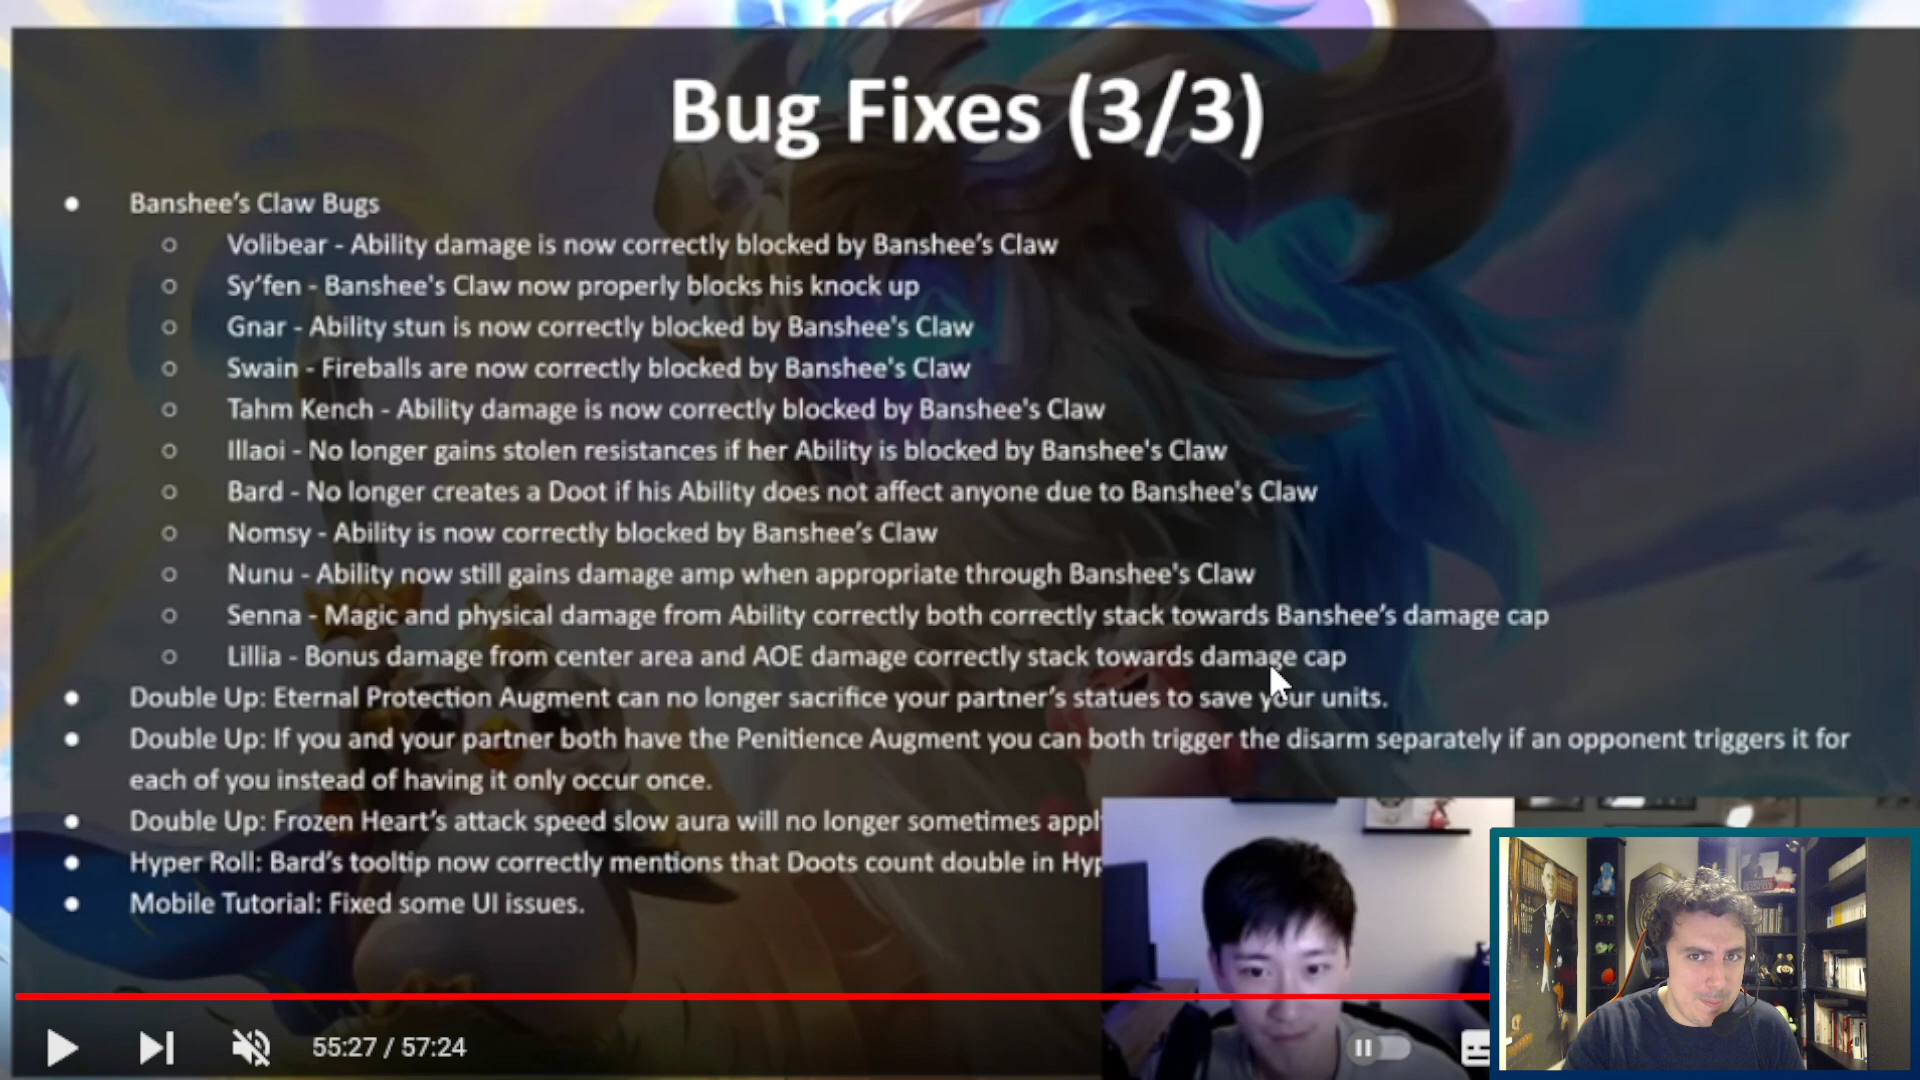 Bug Fixes (3/3)
Banshee’s Claw Bugs
Volibear - Ability damage is now correctly blocked by Banshee’s Claw
Sy’fen - Banshee's Claw now properly blocks his knock up
Gnar - Ability stun is now correctly blocked by Banshee's Claw
Swain - Fireballs are now correctly blocked by Banshee's Claw
Tahm Kench - Ability damage is now correctly blocked by Banshee's Claw
Illaoi - No longer gains stolen resistances if her Ability is blocked by Banshee's Claw
Bard - No longer creates a Doot if his Ability does not affect anyone due to Banshee's Claw
Nomsy - Ability is now correctly blocked by Banshee’s Claw
Nunu - Ability now still gains damage amp when appropriate through Banshee's Claw
Senna - Magic and physical damage from Ability correctly both correctly stack towards Banshee’s damage cap
Lillia - Bonus damage from center area and AOE damage correctly stack towards damage cap
Double Up: Eternal Protection Augment can no longer sacrifice your partner’s statues to save your units.
Double Up: If you and your partner both have the Penitience Augment you can both trigger the disarm separately if an opponent triggers it for
each of you instead of having it only occur once.
Double Up: Frozen Heart’s attack speed slow aura will no longer sometimes appl
Hyper Roll: Bard’s tooltip now correctly mentions that Doots count double in Hyp
Mobile Tutorial: Fixed some UI issues.
55:27 / 57:24